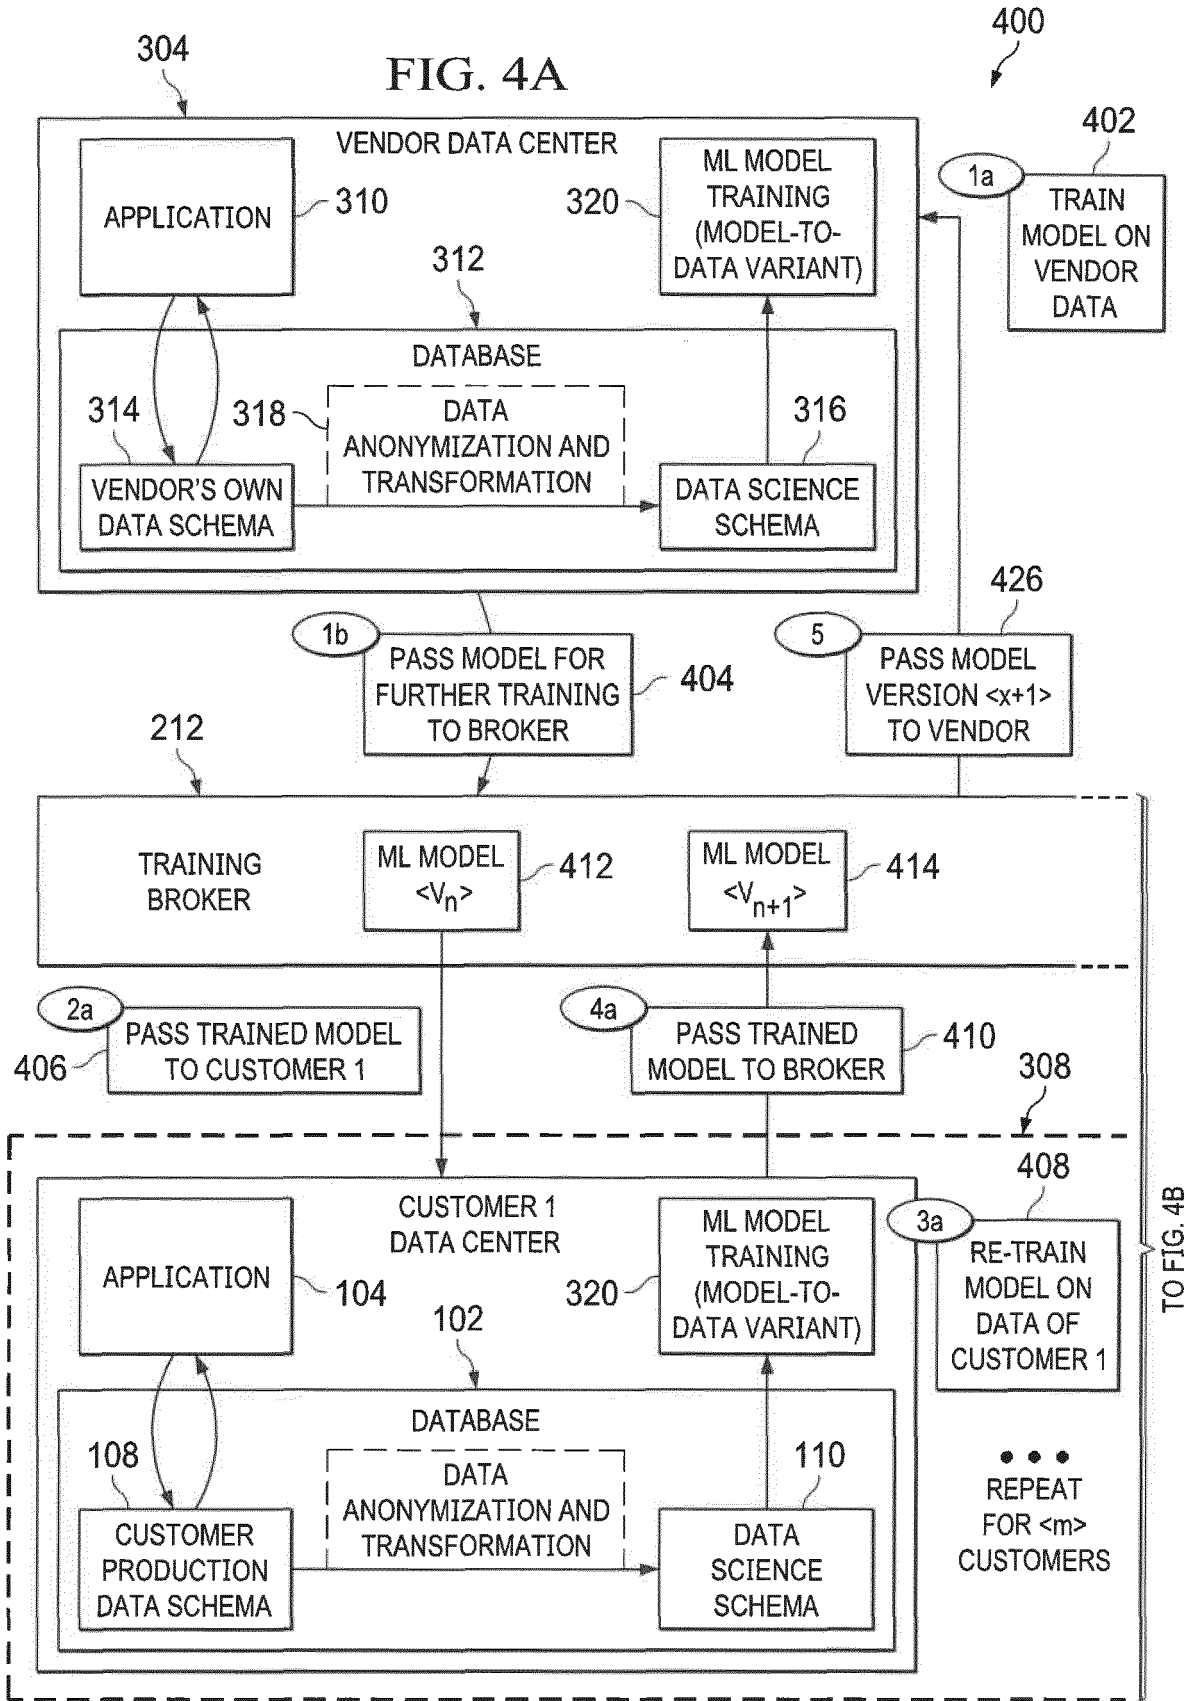 400
304
FIG. 4A
VENDOR DATA CENTER
APPLICATION
310
320
ML MODEL
TRAINING
(MODEL-TO-
DATA VARIANT)
402
1a
TRAIN
MODEL ON
VENDOR
DATA
312
DATABASE
314
318
DATA
ANONYMIZATION AND
TRANSFORMATION
316
VENDOR'S OWN
DATA SCHEMA
DATA SCIENCE
SCHEMA
1b
PASS MODEL FOR
FURTHER TRAINING
TO BROKER
404
5
426
PASS MODEL
VERSION <x+1>
TO VENDOR
212
TRAINING
BROKER
ML MODEL
<Vn>
412
ML MODEL
<Vn+1>
414
2a
PASS TRAINED MODEL
TO CUSTOMER 1
406
4a
PASS TRAINED
MODEL TO BROKER
410
308
CUSTOMER 1
DATA CENTER
APPLICATION
104
320
ML MODEL
TRAINING
(MODEL-TO-
DATA VARIANT)
408
3a
RE-TRAIN
MODEL ON
DATA OF
CUSTOMER 1
102
DATABASE
108
DATA
ANONYMIZATION AND
TRANSFORMATION
110
CUSTOMER
PRODUCTION
DATA SCHEMA
DATA
SCIENCE
SCHEMA
● ● ●
REPEAT
FOR <m>
CUSTOMERS
TO FIG. 4B